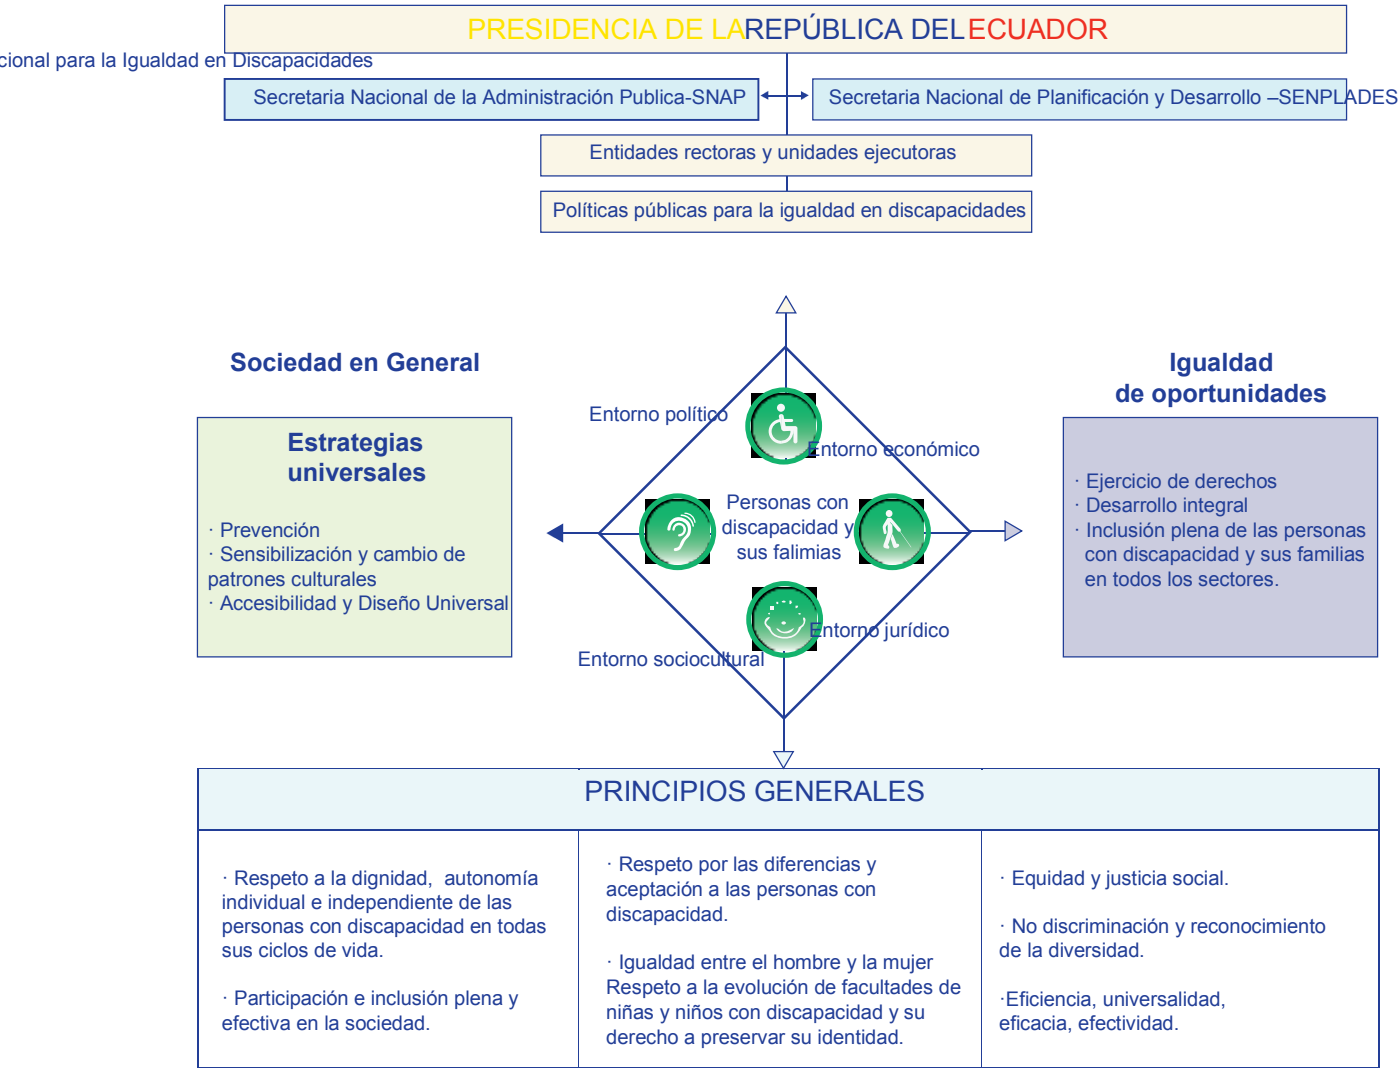 PRESIDENCIA DE LA REPÚBLICA DEL ECUADOR
cional para la Igualdad en Discapacidades
Secretaria Nacional de la Administración Publica-SNAP
Secretaria Nacional de Planificación y Desarrollo –SENPLADES
Entidades rectoras y unidades ejecutoras
Políticas públicas para la igualdad en discapacidades
Sociedad en General
Estrategias
universales
· Prevención
· Sensibilización y cambio de
patrones culturales
· Accesibilidad y Diseño Universal
Entorno político
Entorno económico
Personas con
discapacidad y
sus falimias
Entorno jurídico
Entorno sociocultural
Igualdad
de oportunidades
· Ejercicio de derechos
· Desarrollo integral
· Inclusión plena de las personas
con discapacidad y sus familias
en todos los sectores.
PRINCIPIOS GENERALES
· Respeto a la dignidad, autonomía
individual e independiente de las
personas con discapacidad en todas
sus ciclos de vida.
· Participación e inclusión plena y
efectiva en la sociedad.
· Respeto por las diferencias y
aceptación a las personas con
discapacidad.
· Igualdad entre el hombre y la mujer
Respeto a la evolución de facultades de
niñas y niños con discapacidad y su
derecho a preservar su identidad.
· Equidad y justicia social.
· No discriminación y reconocimiento
de la diversidad.
·Eficiencia, universalidad,
eficacia, efectividad.